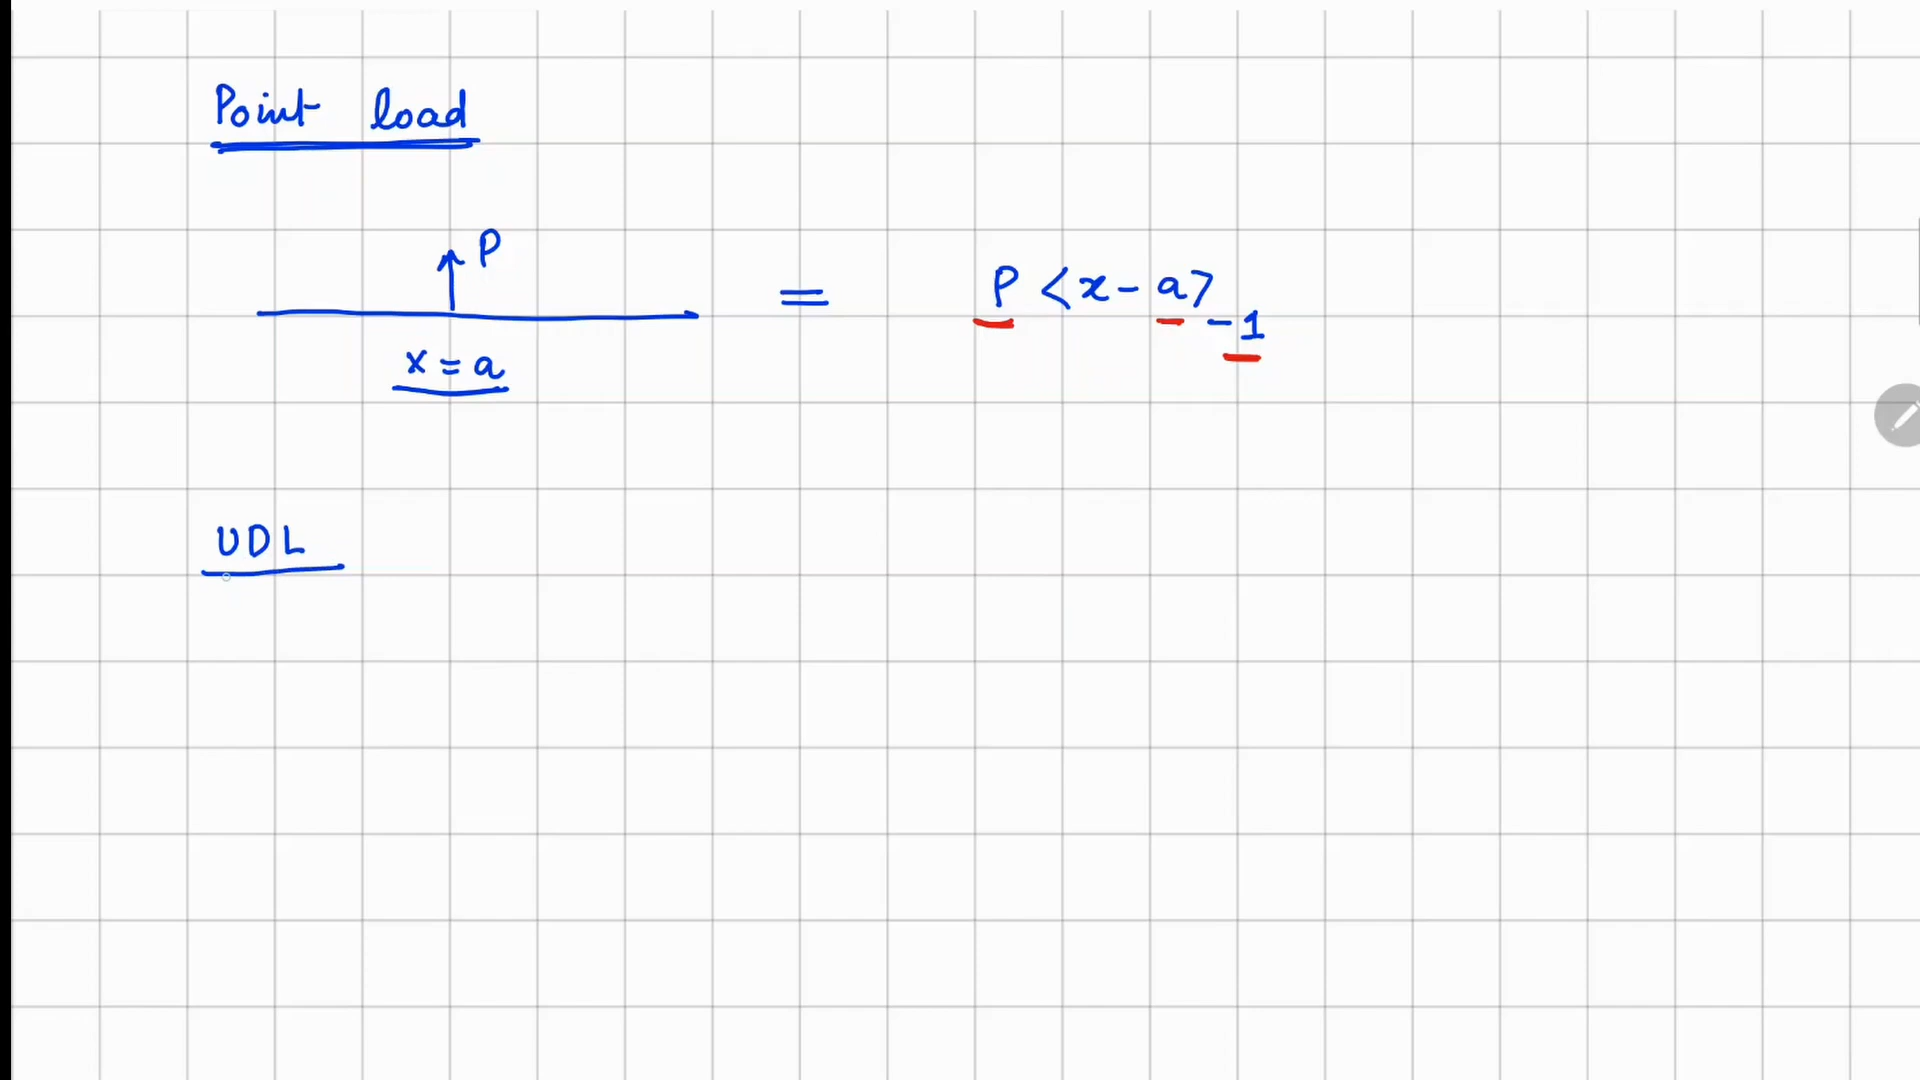 Point load
P
= P <x - a>-1
x = a
UDL